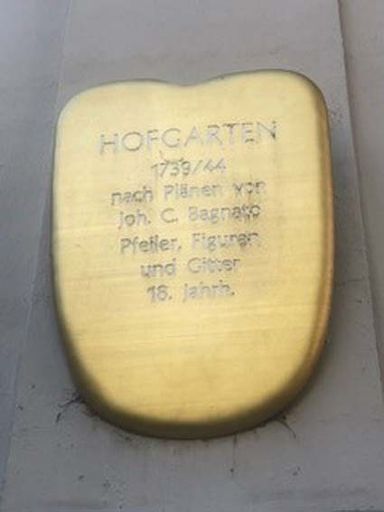 HOFGARTEN
1739/44
nach Plänen von
Joh. C. Bagnato
Pfeiler, Figuren
und Gitter
18. Jahrh.